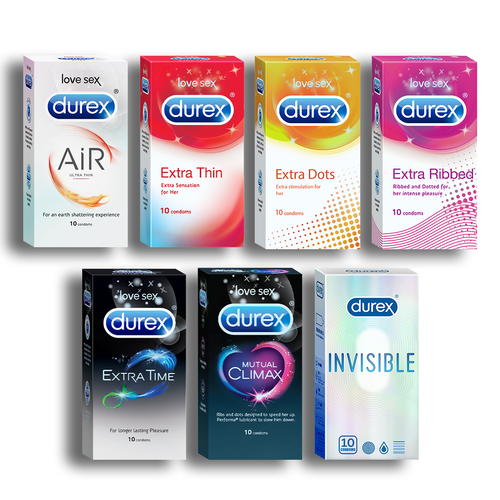 love sex
durex
AiR
ULTRA THIN
For an earth shattering experience
10 condoms
love sex
durex
Extra Thin
Extra Sensation
for Her
10 condoms
love sex
durex
Extra Dots
Extra stimulation for
her
10 condoms
love sex
durex
Extra Ribbed
Ribbed and Dotted for
her intense pleasure
10 condoms
love sex
durex
EXTRA TIME
For longer lasting Pleasure
10 condoms
love sex
durex
MUTUAL
CLIMAX
Ribs and dots designed to speed her up.
Performa® lubricant to slow him down.
10 condoms
durex
INVISIBLE
10
CONDOMS